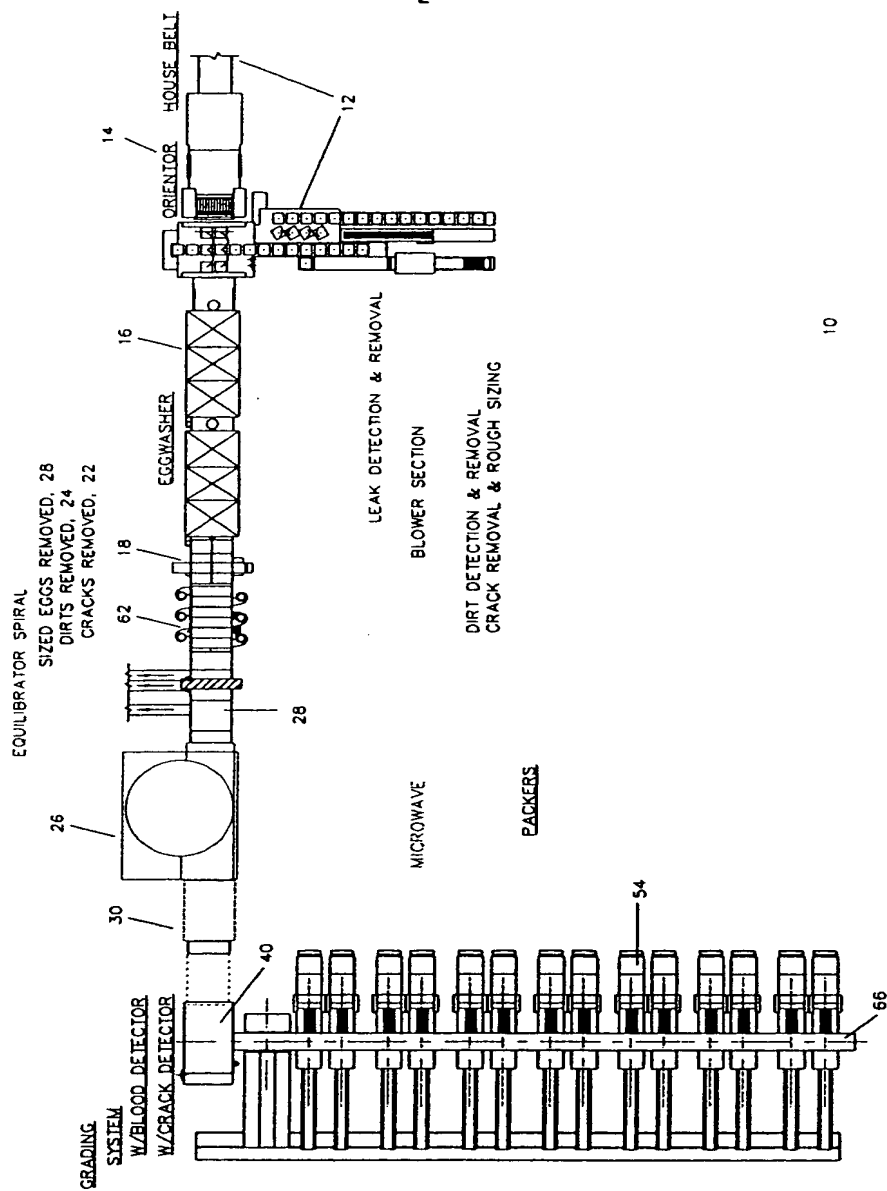 HOUSE BELT
12
14
ORIENTOR
16
EGGWASHER
LEAK DETECTION & REMOVAL
BLOWER SECTION
DIRT DETECTION & REMOVAL
CRACK REMOVAL & ROUGH SIZING
10
EQUILIBRATOR SPIRAL
SIZED EGGS REMOVED, 28
DIRTS REMOVED, 24
CRACKS REMOVED, 22
18
62
28
26
MICROWAVE
PACKERS
30
40
54
66
GRADING
SYSTEM
W/BLOOD DETECTOR
W/CRACK DETECTOR